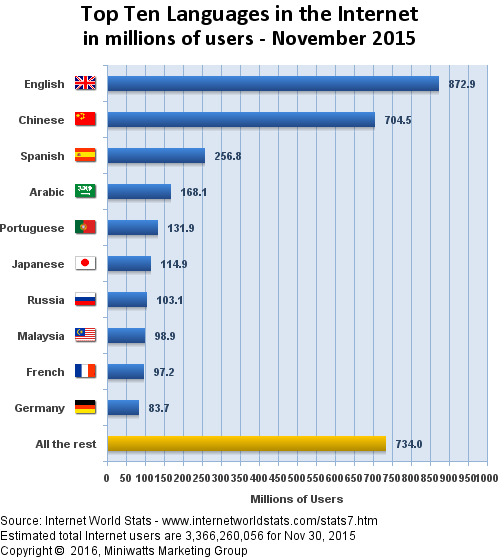 Top Ten Languages in the Internet
in millions of users - November 2015
English 872.9
Chinese 704.5
Spanish 256.8
Arabic 168.1
Portuguese 131.9
Japanese 114.9
Russia 103.1
Malaysia 98.9
French 97.2
Germany 83.7
All the rest 734.0
0 50 100 150 200 250 300 350 400 450 500 550 600 650 700 750 800 850 900 950 1000
Millions of Users
Source: Internet World Stats - www.internetworldstats.com/stats7.htm
Estimated total Internet users are 3,366,260,056 for Nov 30, 2015
Copyright © 2016, Miniwatts Marketing Group